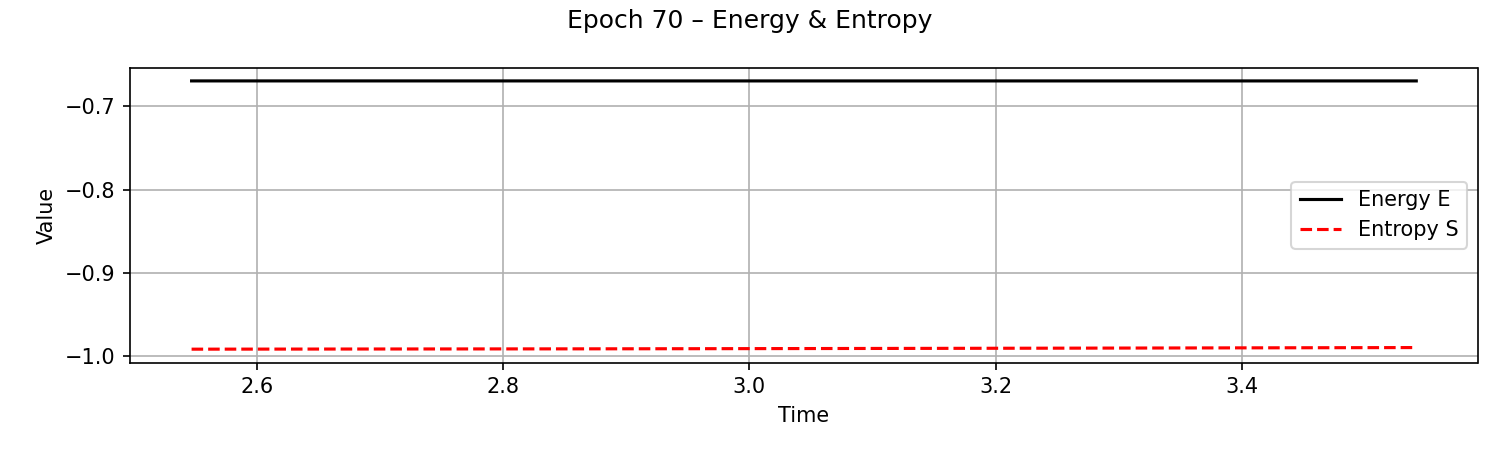 Epoch 70 – Energy & Entropy
−0.7
−0.8
−0.9
−1.0
Value
Energy E
Entropy S
2.6 2.8 3.0 3.2 3.4
Time